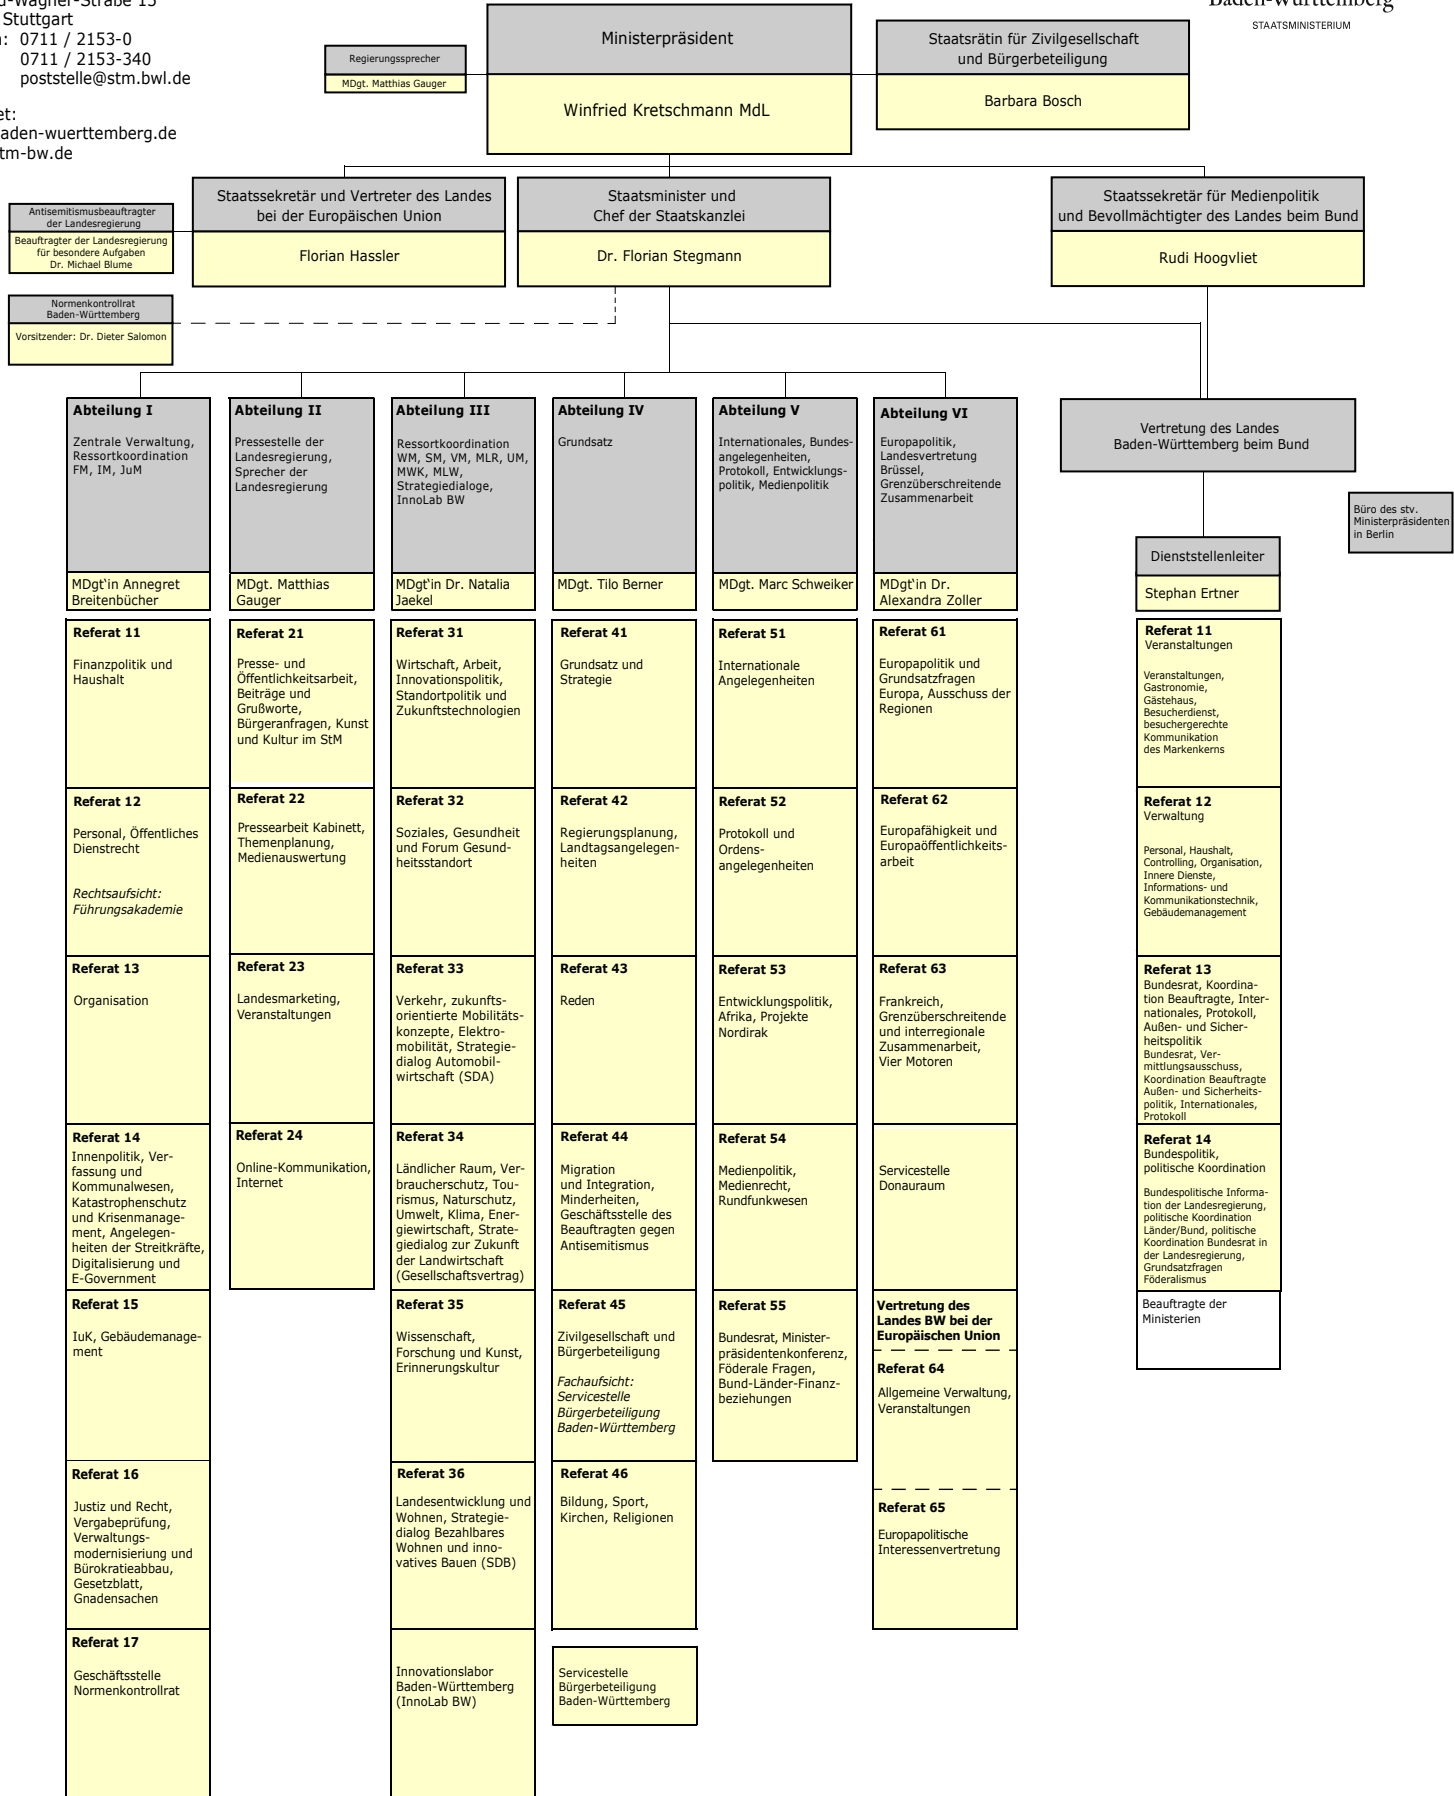 Stuttgart
0711 / 2153-0
0711 / 2153-340
poststelle@stm.bwl.de
Baden-Württemberg
STAATSMINISTERIUM
Ministerpräsident
Winfried Kretschmann MdL
Regierungssprecher
MDgt. Matthias Gauger
Staatsrätin für Zivilgesellschaft
und Bürgerbeteiligung
Barbara Bosch
Staatssekretär und Vertreter des Landes
bei der Europäischen Union
Florian Hassler
Staatsminister und
Chef der Staatskanzlei
Dr. Florian Stegmann
Staatssekretär für Medienpolitik
und Bevollmächtigter des Landes beim Bund
Rudi Hoogvliet
Antisemitismusbeauftragter
der Landesregierung
Beauftragter der Landesregierung
für besondere Aufgaben
Dr. Michael Blume
Normenkontrollrat
Baden-Württemberg
Vorsitzender: Dr. Dieter Salomon
Abteilung I
Zentrale Verwaltung,
Ressortkoordination
FM, IM, JuM
MDgt‘in Annegret
Breitenbücher
Referat 11
Finanzpolitik und
Haushalt
Referat 12
Personal, Öffentliches
Dienstrecht
Rechtsaufsicht:
Führungsakademie
Referat 13
Organisation
Referat 14
Innenpolitik, Ver-
fassung und
Kommunalwesen,
Katastrophenschutz
und Krisenmanage-
ment, Angelegen-
heiten der Streitkräfte,
Digitalisierung und
E-Government
Referat 15
IuK, Gebäudemanage-
ment
Referat 16
Justiz und Recht,
Vergabeprüfung,
Verwaltungs-
modernisieriung und
Bürokratieabbau,
Gesetzblatt,
Gnadensachen
Referat 17
Geschäftsstelle
Normenkontrollrat
Abteilung II
Pressestelle der
Landesregierung,
Sprecher der
Landesregierung
MDgt. Matthias
Gauger
Referat 21
Presse- und
Öffentlichkeitsarbeit,
Beiträge und
Grußworte,
Bürgeranfragen, Kunst
und Kultur im StM
Referat 22
Pressearbeit Kabinett,
Themenplanung,
Medienauswertung
Referat 23
Landesmarketing,
Veranstaltungen
Referat 24
Online-Kommunikation,
Internet
Abteilung III
Ressortkoordination
WM, SM, VM, MLR, UM,
MWK, MLW,
Strategiedialoge,
InnoLab BW
MDgt‘in Dr. Natalia
Jaekel
Referat 31
Wirtschaft, Arbeit,
Innovationspolitik,
Standortpolitik und
Zukunftstechnologien
Referat 32
Soziales, Gesundheit
und Forum Gesund-
heitsstandort
Referat 33
Verkehr, zukunfts-
orientierte Mobilitäts-
konzepte, Elektro-
mobilität, Strategie-
dialog Automobil-
wirtschaft (SDA)
Referat 34
Ländlicher Raum, Ver-
braucherschutz, Tou-
rismus, Naturschutz,
Umwelt, Klima, Ener-
giewirtschaft, Strate-
giedialog zur Zukunft
der Landwirtschaft
(Gesellschaftsvertrag)
Referat 35
Wissenschaft,
Forschung und Kunst,
Erinnerungskultur
Referat 36
Landesentwicklung und
Wohnen, Strategie-
dialog Bezahlbares
Wohnen und inno-
vatives Bauen (SDB)
Innovationslabor
Baden-Württemberg
(InnoLab BW)
Abteilung IV
Grundsatz
MDgt. Tilo Berner
Referat 41
Grundsatz und
Strategie
Referat 42
Regierungsplanung,
Landtagsangelegen-
heiten
Referat 43
Reden
Referat 44
Migration
und Integration,
Minderheiten,
Geschäftsstelle des
Beauftragten gegen
Antisemitismus
Referat 45
Zivilgesellschaft und
Bürgerbeteiligung
Fachaufsicht:
Servicestelle
Bürgerbeteiligung
Baden-Württemberg
Referat 46
Bildung, Sport,
Kirchen, Religionen
Servicestelle
Bürgerbeteiligung
Baden-Württemberg
Abteilung V
Internationales, Bundes-
angelegenheiten,
Protokoll, Entwicklungs-
politik, Medienpolitik
MDgt. Marc Schweiker
Referat 51
Internationale
Angelegenheiten
Referat 52
Protokoll und
Ordens-
angelegenheiten
Referat 53
Entwicklungspolitik,
Afrika, Projekte
Nordirak
Referat 54
Medienpolitik,
Medienrecht,
Rundfunkwesen
Referat 55
Bundesrat, Minister-
präsidentenkonferenz,
Föderale Fragen,
Bund-Länder-Finanz-
beziehungen
Abteilung VI
Europapolitik,
Landesvertretung
Brüssel,
Grenzüberschreitende
Zusammenarbeit
MDgt‘in Dr.
Alexandra Zoller
Referat 61
Europapolitik und
Grundsatzfragen
Europa, Ausschuss der
Regionen
Referat 62
Europafähigkeit und
Europaöffentlichkeits-
arbeit
Referat 63
Frankreich,
Grenzüberschreitende
und interregionale
Zusammenarbeit,
Vier Motoren
Servicestelle
Donauraum
Vertretung des
Landes BW bei der
Europäischen Union
Referat 64
Allgemeine Verwaltung,
Veranstaltungen
Referat 65
Europapolitische
Interessenvertretung
Vertretung des Landes
Baden-Württemberg beim Bund
Büro des stv.
Ministerpräsidenten
in Berlin
Dienststellenleiter
Stephan Ertner
Referat 11
Veranstaltungen
Veranstaltungen,
Gastronomie,
Gästehaus,
Besucherdienst,
besuchergerechte
Kommunikation
des Markenkerns
Referat 12
Verwaltung
Personal, Haushalt,
Controlling, Organisation,
Innere Dienste,
Informations- und
Kommunikationstechnik,
Gebäudemanagement
Referat 13
Bundesrat, Koordina-
tion Beauftragte, Inter-
nationales, Protokoll,
Außen- und Sicher-
heitspolitik
Bundesrat, Ver-
mittlungsausschuss,
Koordination Beauftragte
Außen- und Sicherheits-
politik, Internationales,
Protokoll
Referat 14
Bundespolitik,
politische Koordination
Bundespolitische Informa-
tion der Landesregierung,
politische Koordination
Länder/Bund, politische
Koordination Bundesrat in
der Landesregierung,
Grundsatzfragen
Föderalismus
Beauftragte der
Ministerien